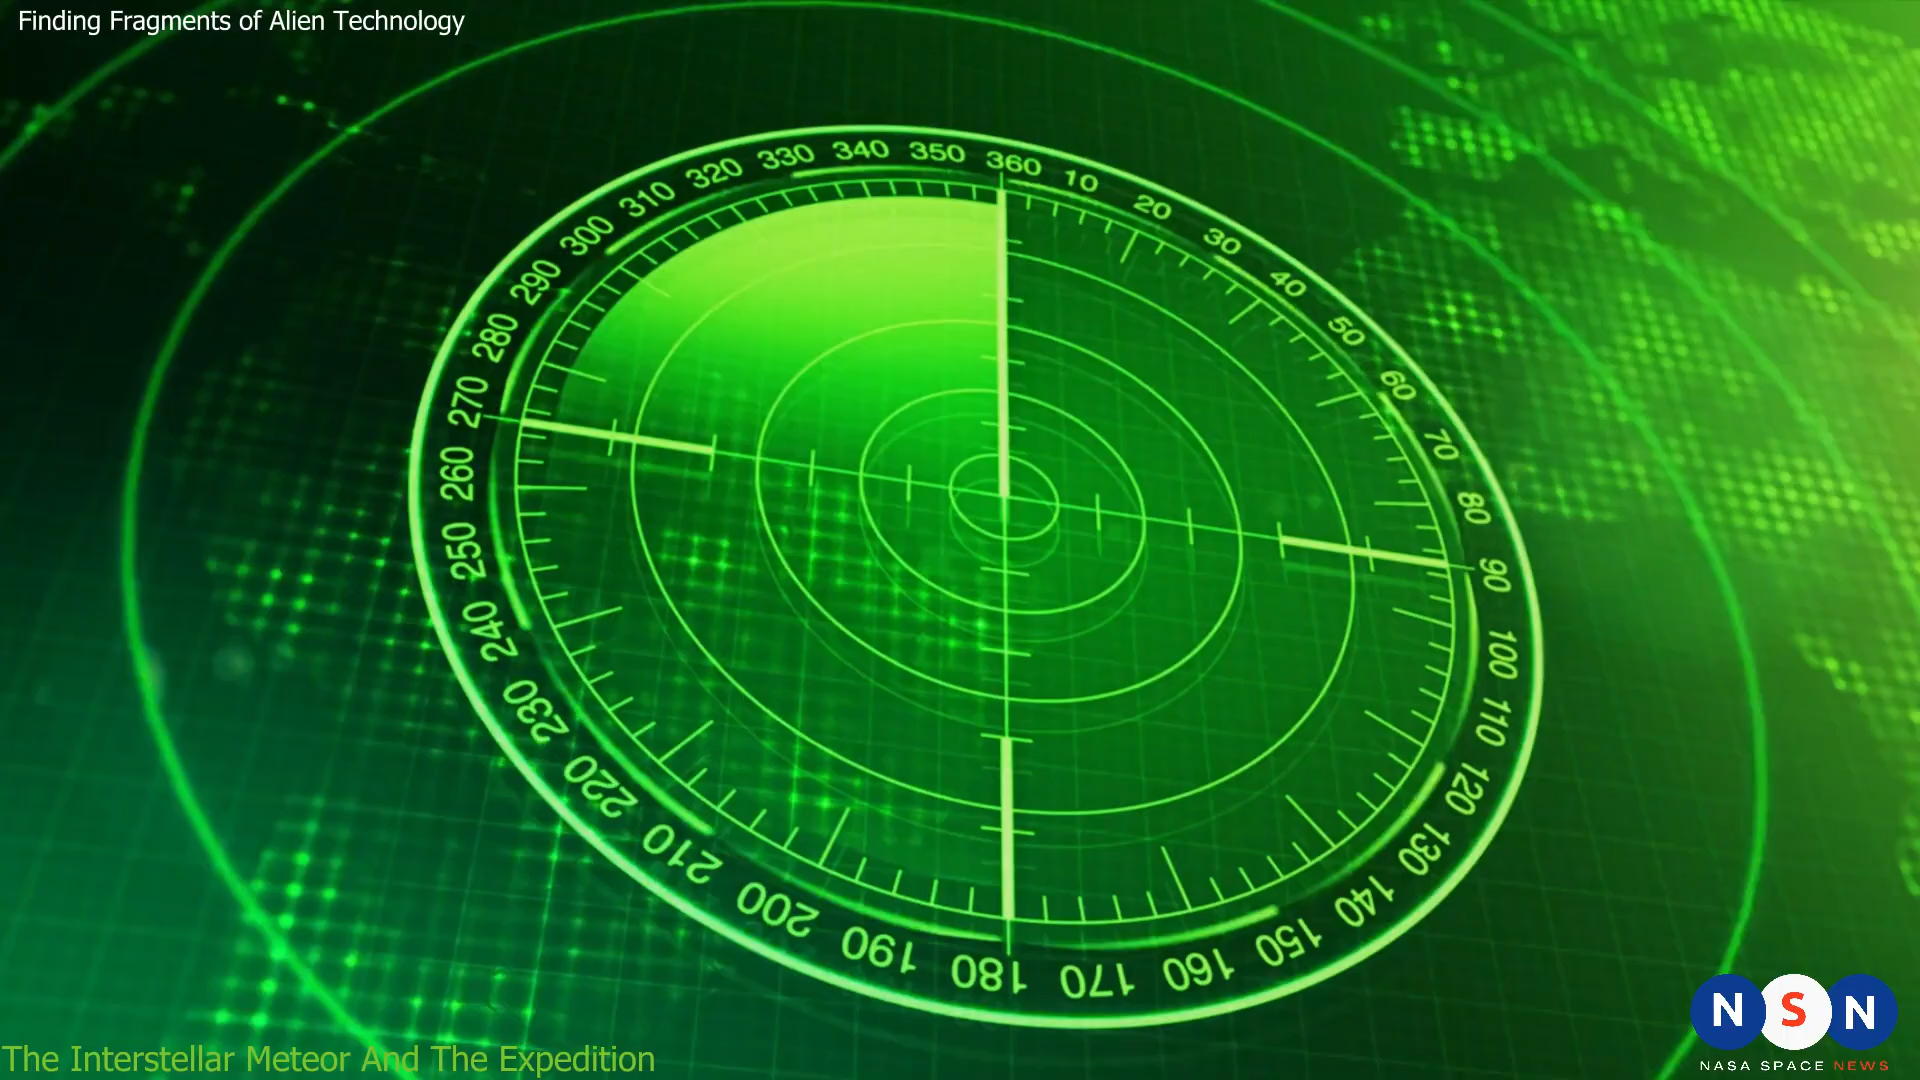 Finding Fragments of Alien Technology
330 340 350 360 10
320 20
310 30
300 40
290 50
280 60
270 70
260 80
250 90
240 100
230 110
220 120
210 130
200 140
190 150
180 170 160
N S N
NASA SPACE NEWS
The Interstellar Meteor And The Expedition